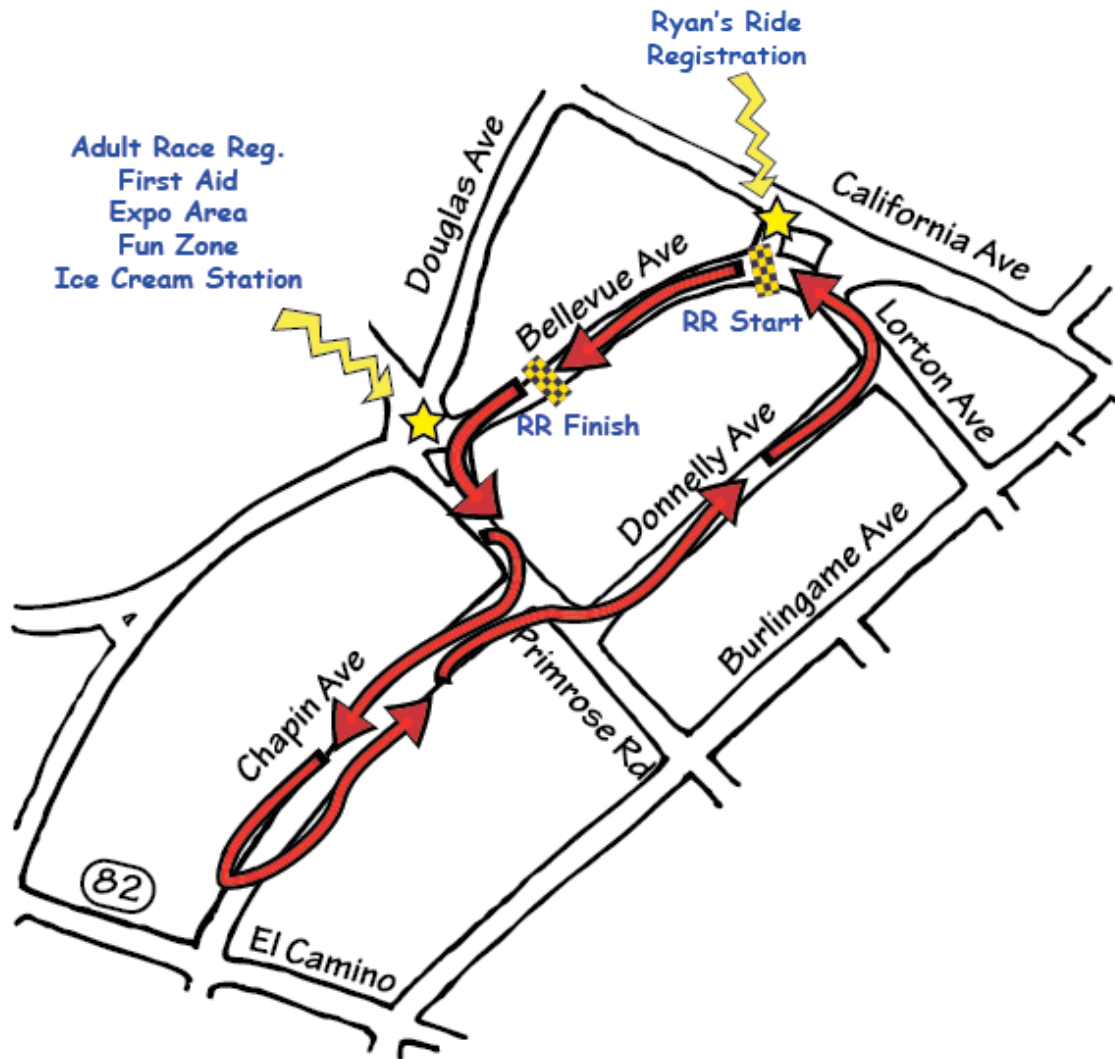 Ryan's Ride
Registration
Adult Race Reg.
First Aid
Expo Area
Fun Zone
Ice Cream Station
Douglas Ave
California Ave
Bellevue Ave
RR Start
Lorton Ave
RR Finish
Donnelly Ave
Burlingame Ave
Primrose Rd
Chapin Ave
82
El Camino